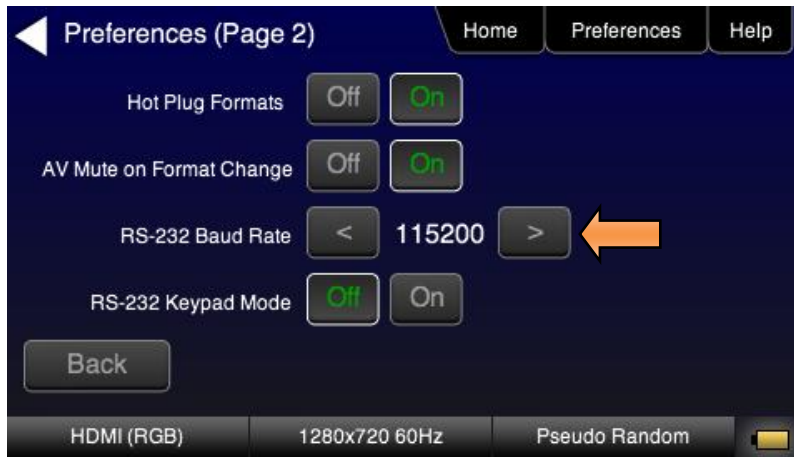 Preferences (Page 2) Home Preferences Help
Hot Plug Formats Off On
AV Mute on Format Change Off On
RS-232 Baud Rate < 115200 >
RS-232 Keypad Mode Off On
Back
HDMI (RGB) 1280x720 60Hz Pseudo Random